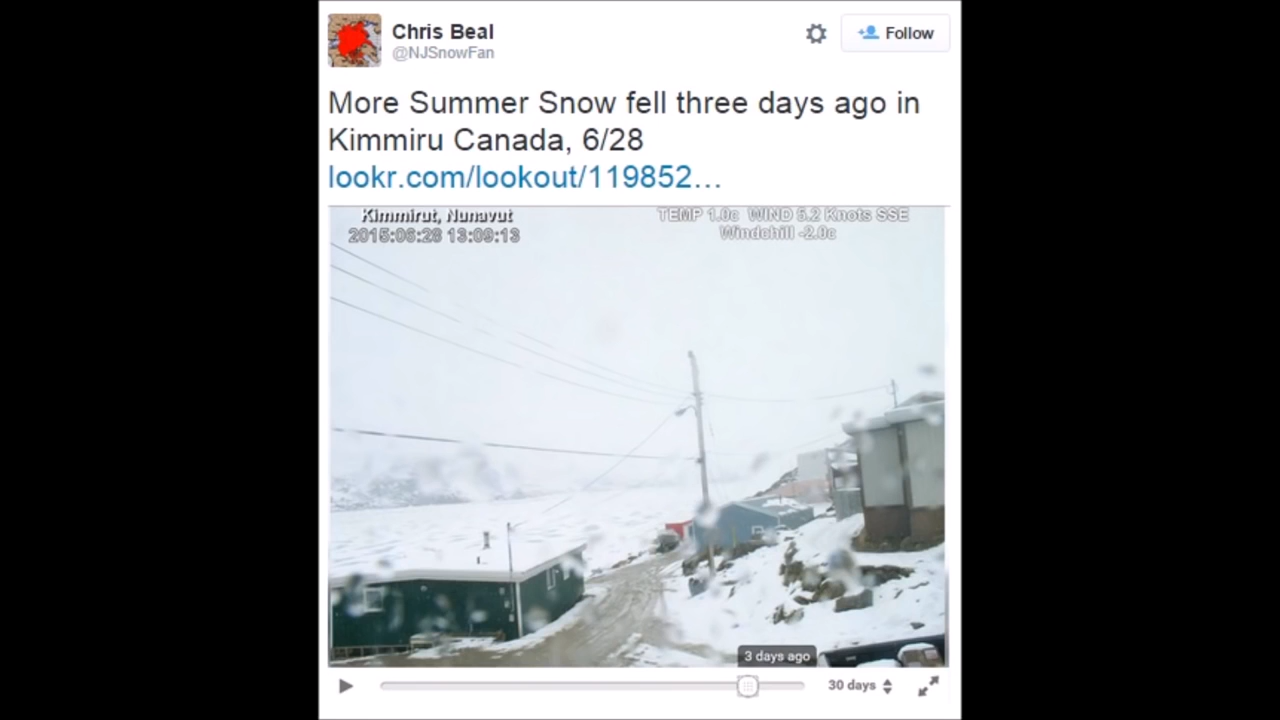 Chris Beal
@NJSnowFan
Follow
More Summer Snow fell three days ago in
Kimmiru Canada, 6/28
lookr.com/lookout/119852...
Kimmirut, Nunavut
TEMP 1.0c WIND 5.2 Knots SSE
2015:06:28 13:09:13
Windchill -2.0c
3 days ago
30 days